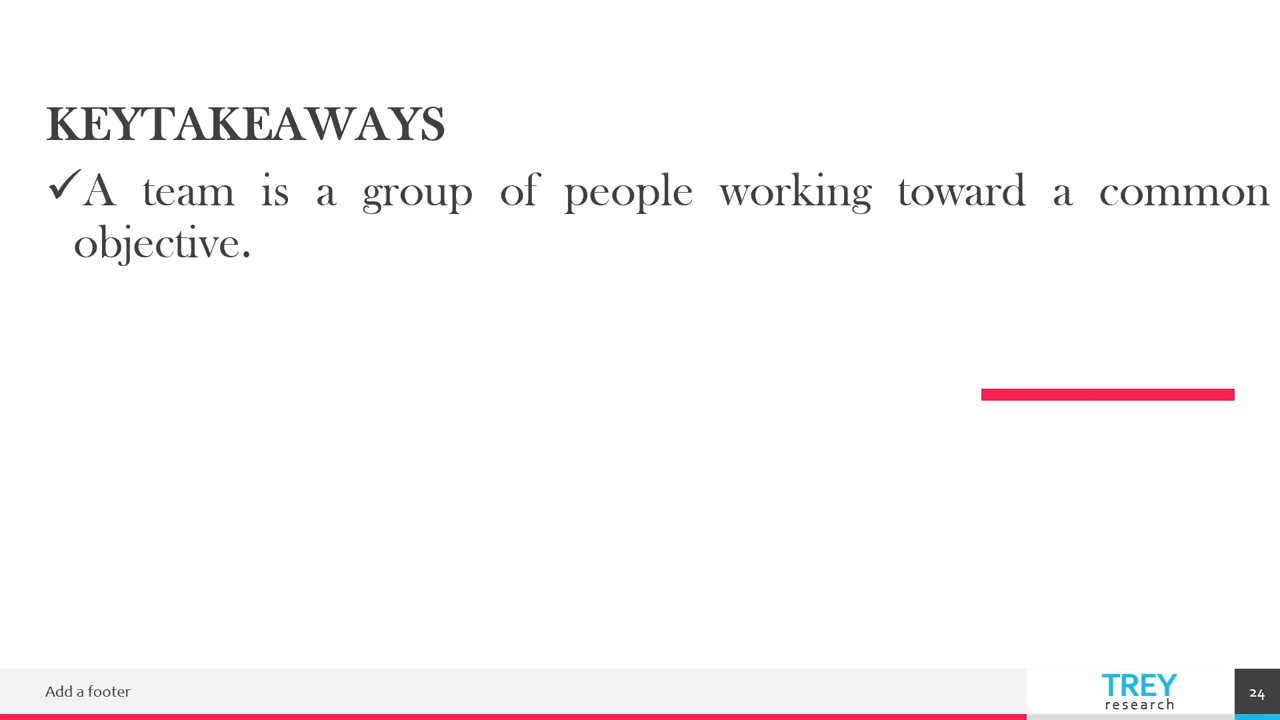 KEYTAKEAWAYS
✓A team is a group of people working toward a common
objective.
Add a footer
TREY
research
24